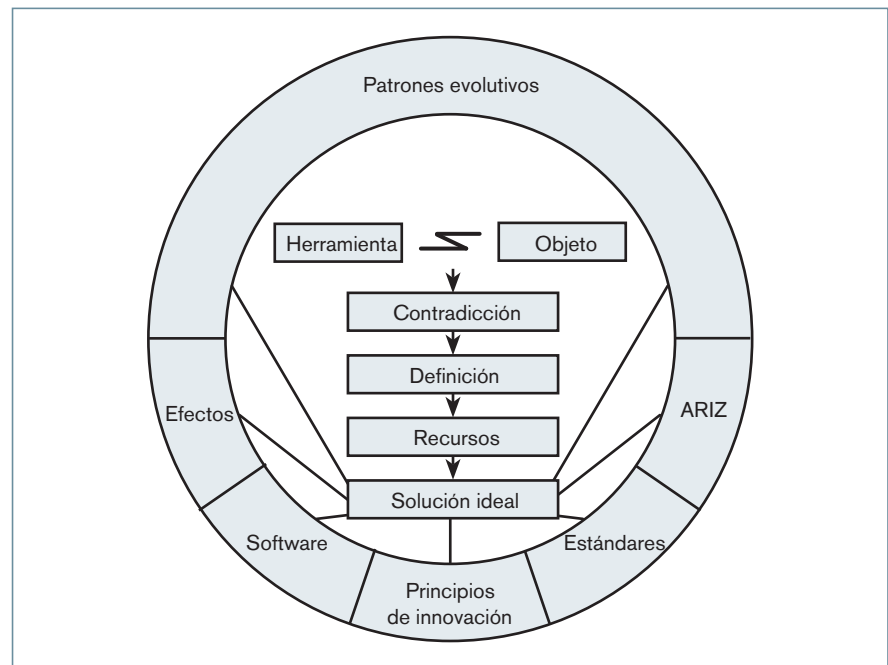 Patrones evolutivos
Herramienta
Objeto
Contradicción
Definición
Recursos
Solución ideal
Efectos
ARIZ
Software
Estándares
Principios
de innovación